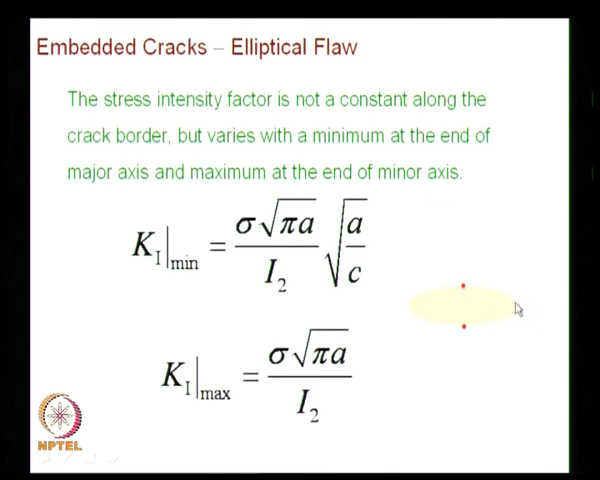 Embedded Cracks – Elliptical Flaw
The stress intensity factor is not a constant along the
crack border, but varies with a minimum at the end of
major axis and maximum at the end of minor axis.
K_I|_min = (σ√(πa) / I_2) √(a/c)
K_I|_max = σ√(πa) / I_2
NPTEL